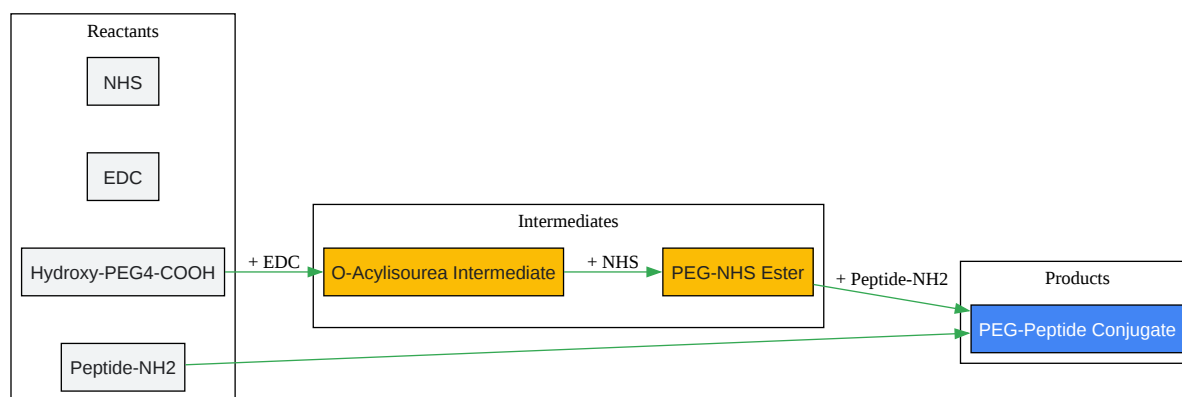 Reactants
NHS
EDC
Hydroxy-PEG4-COOH
Peptide-NH2
+ EDC
Intermediates
O-Acylisourea Intermediate
+ NHS
PEG-NHS Ester
+ Peptide-NH2
Products
PEG-Peptide Conjugate